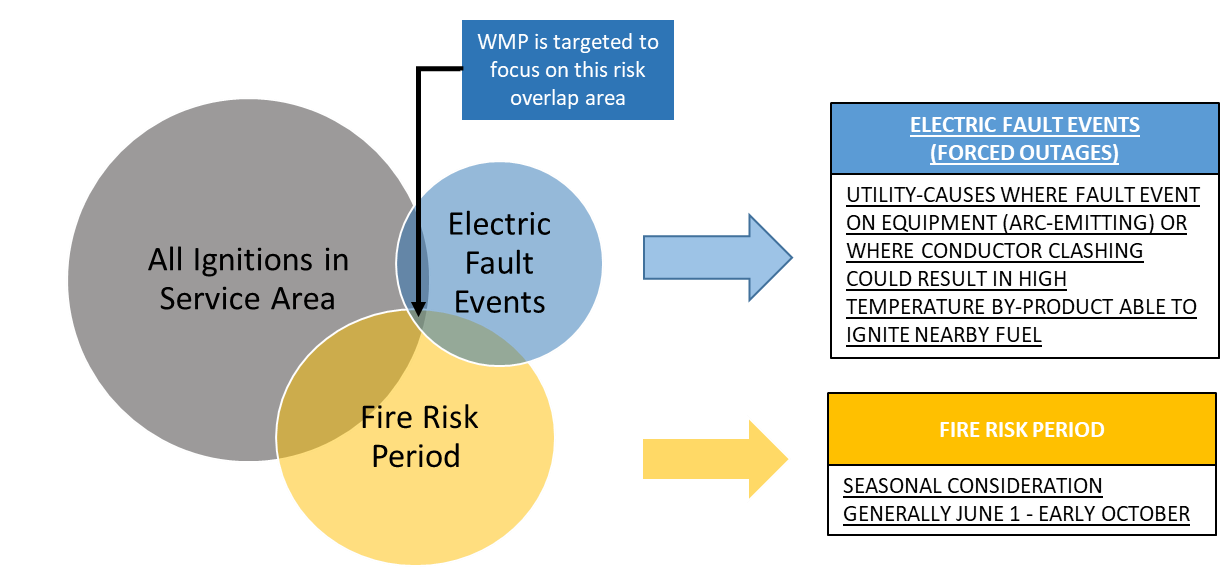 WMP is targeted to
focus on this risk
overlap area
All Ignitions in
Service Area
Electric
Fault
Events
Fire Risk
Period
ELECTRIC FAULT EVENTS
(FORCED OUTAGES)
UTILITY-CAUSES WHERE FAULT EVENT
ON EQUIPMENT (ARC-EMITTING) OR
WHERE CONDUCTOR CLASHING
COULD RESULT IN HIGH
TEMPERATURE BY-PRODUCT ABLE TO
IGNITE NEARBY FUEL
FIRE RISK PERIOD
SEASONAL CONSIDERATION
GENERALLY JUNE 1 - EARLY OCTOBER